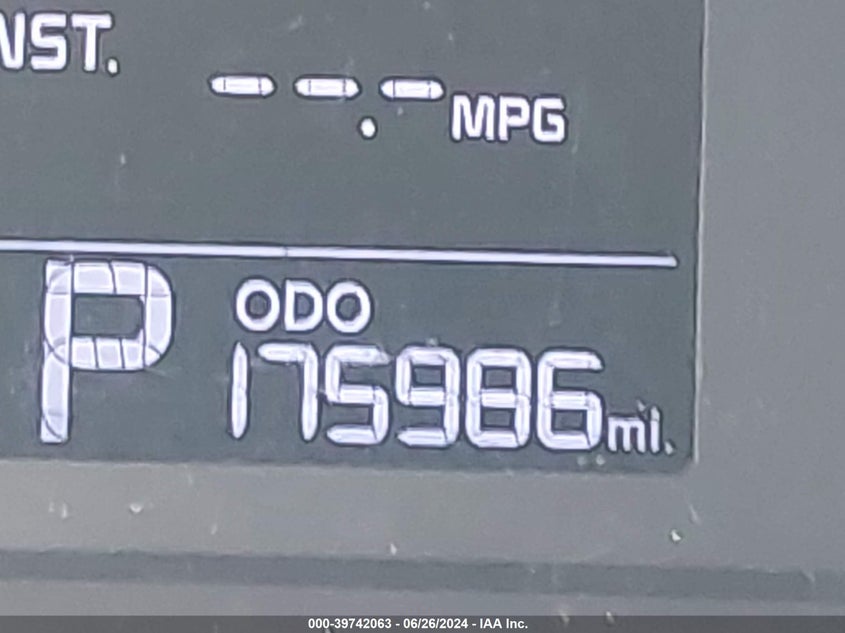 NST.
--.- MPG
P
ODO
175986 mi.
000-39742063 - 06/26/2024 - IAA Inc.